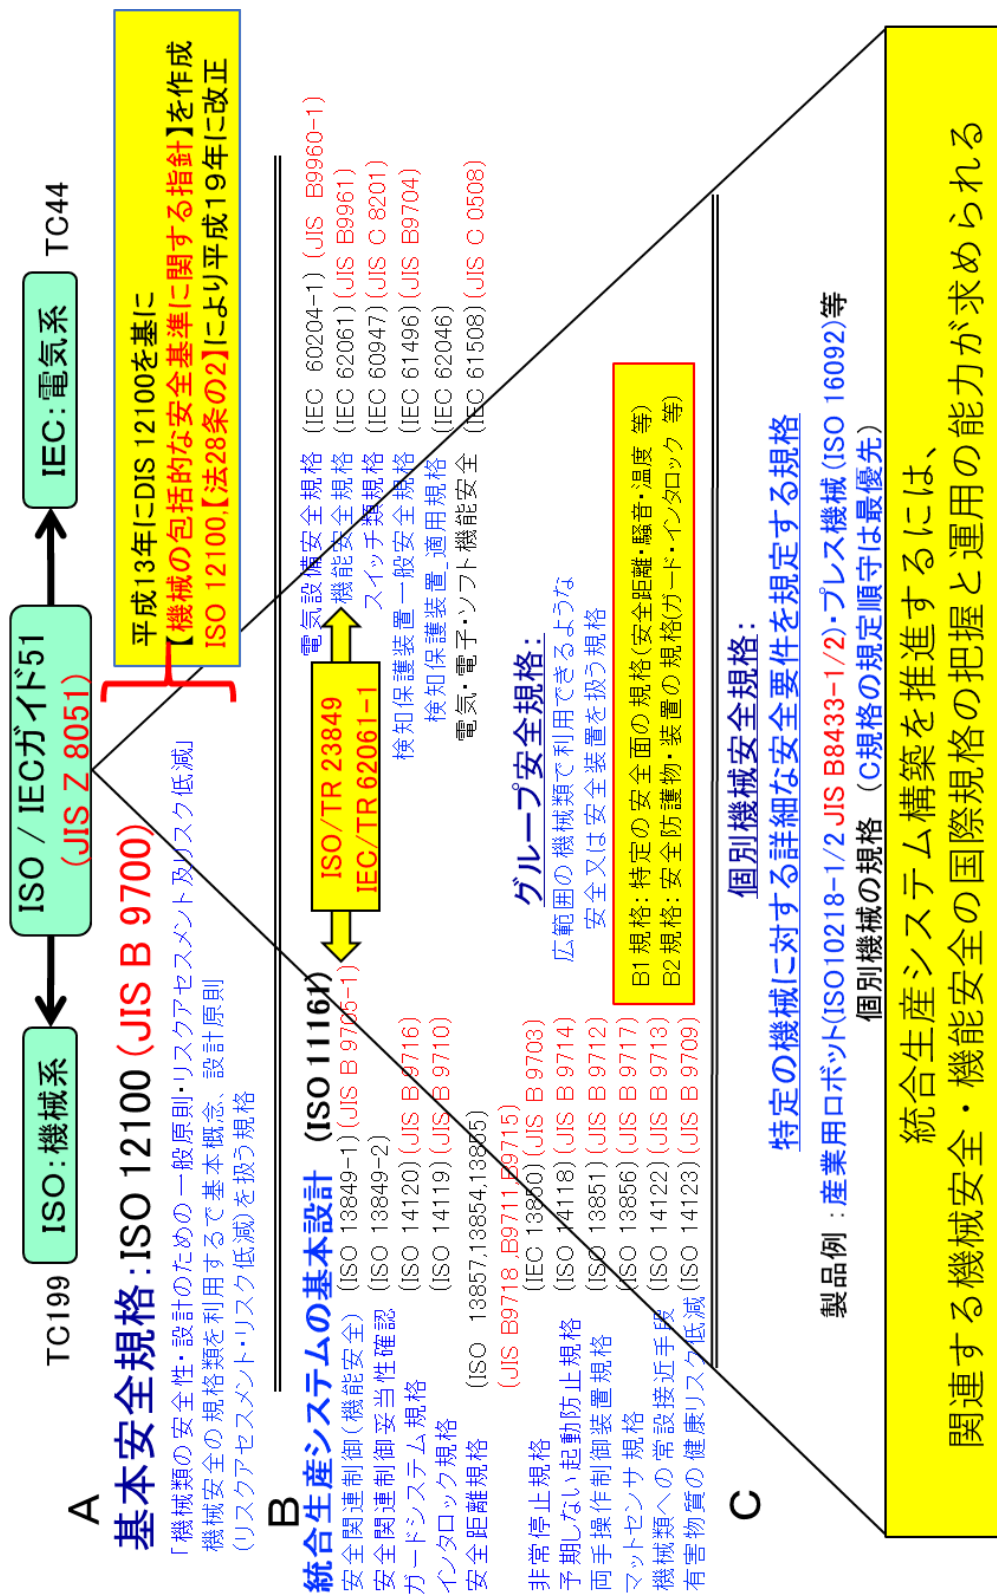 TC199
ISO:機械系
ISO / IECガイド51
(JIS Z 8051)
IEC:電気系
TC44
A
基本安全規格:ISO 12100 (JIS B 9700)
「機械類の安全性・設計のための一般原則・リスクアセスメント及リスク低減」
機械安全の規格類を利用するで基本概念、設計原則
(リスクアセスメント・リスク低減)を扱う規格
平成13年にDIS 12100を基に
【機械の包括的な安全基準に関する指針】を作成
ISO 12100,【法28条の2】により平成19年に改正
B
統合生産システムの基本設計 (ISO 11161)
安全関連制御(機能安全) (ISO 13849-1) (JIS B 9705-1)
安全関連制御妥当性確認 (ISO 13849-2)
ガードシステム規格 (ISO 14120) (JIS B 9716)
インタロック規格 (ISO 14119) (JIS B 9710)
安全距離規格 (ISO 13857,13854,13855)
(JIS B9718 ,B9711,B9715)
非常停止規格 (IEC 13850) (JIS B 9703)
予期しない起動防止規格 (ISO 14118) (JIS B 9714)
両手操作制御装置規格 (ISO 13851) (JIS B 9712)
マットセンサ規格 (ISO 13856) (JIS B 9717)
機械類への常設接近手段 (ISO 14122) (JIS B 9713)
有害物質の健康リスク低減 (ISO 14123) (JIS B 9709)
ISO/TR 23849
IEC/TR 62061-1
電気設備安全規格 (IEC 60204-1) (JIS B9960-1)
機能安全規格 (IEC 62061) (JIS B9961)
スイッチ類規格 (IEC 60947) (JIS C 8201)
検知保護装置一般安全規格 (IEC 61496) (JIS B9704)
検知保護装置_適用規格 (IEC 62046)
電気・電子・ソフト機能安全 (IEC 61508) (JIS C 0508)
グループ安全規格:
広範囲の機械類で利用できるような
安全又は安全装置を扱う規格
B1規格:特定の安全面の規格(安全距離・騒音・温度 等)
B2規格:安全防護物・装置の規格(ガード・インタロック 等)
C
個別機械安全規格:
特定の機械に対する詳細な安全要件を規定する規格
製品例:産業用ロボット(ISO10218-1/2 JIS B8433-1/2)・プレス機械(ISO 16092)等
個別機械の規格 (C規格の規定順守は最優先)
統合生産システム構築を推進するには、
関連する機械安全・機能安全の国際規格の把握と運用の能力が求められる